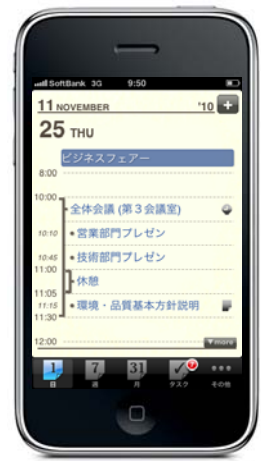 SoftBank 3G 9:50
11 NOVEMBER '10 +
25 THU
ビジネスフェアー
8:00
10:00
全体会議 (第3会議室)
10:10 •営業部門プレゼン
10:45 •技術部門プレゼン
11:00
•休憩
11:05
11:15 •環境・品質基本方針説明
11:30
12:00 ▼more
1 7 31
日 週 月 タスク その他